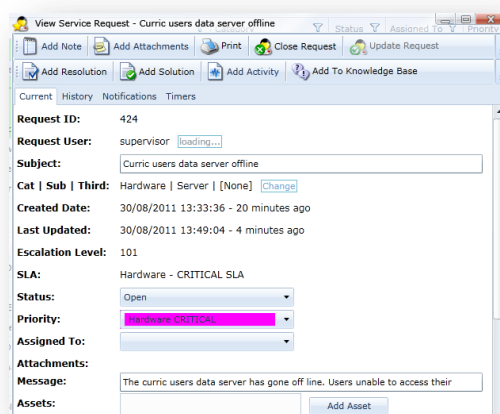 View Service Request - Curric users data server offline
Category Status Assigned To Priority
Add Note Add Attachments Print Close Request Update Request
Add Resolution Add Solution Add Activity Add To Knowledge Base
Current History Notifications Timers
Request ID: 424
Request User: supervisor loading...
Subject: Curric users data server offline
Cat | Sub | Third: Hardware | Server | [None] Change
Created Date: 30/08/2011 13:33:36 - 20 minutes ago
Last Updated: 30/08/2011 13:49:04 - 4 minutes ago
Escalation Level: 101
SLA: Hardware - CRITICAL SLA
Status: Open
Priority: Hardware CRITICAL
Assigned To:
Attachments:
Message: The curric users data server has gone off line. Users unable to access their
Assets: Add Asset